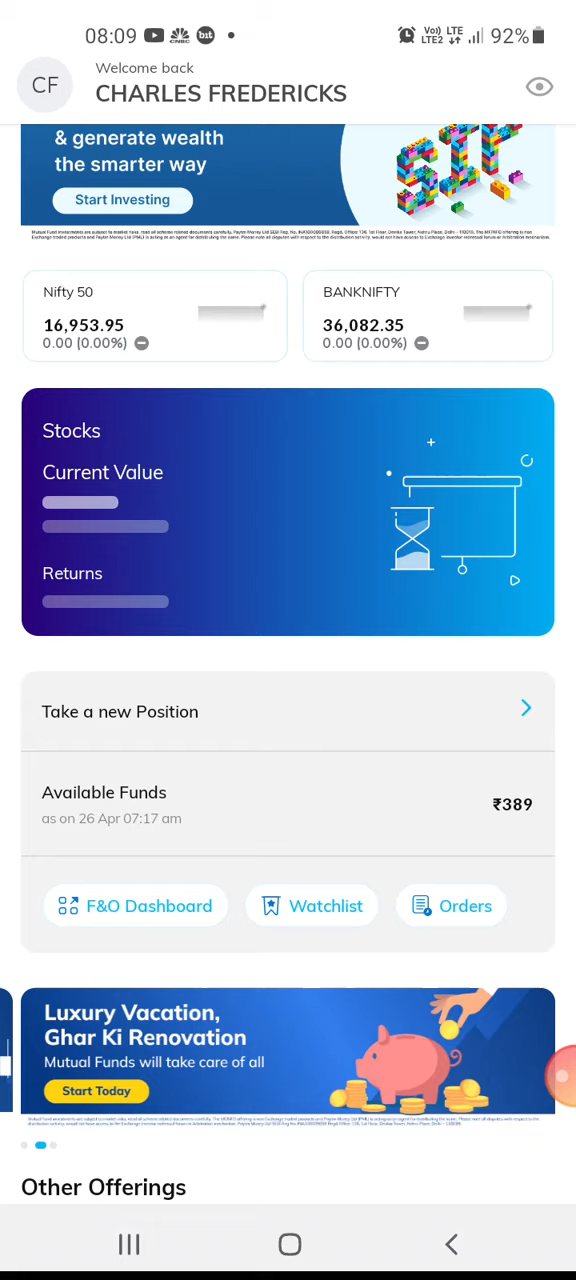 08:09
CNBC
bit
Vo) LTE
LTE2
92%
CF
Welcome back
CHARLES FREDERICKS
& generate wealth
the smarter way
SIP
Start Investing
Nifty 50
16,953.95
0.00 (0.00%)
BANKNIFTY
36,082.35
0.00 (0.00%)
Stocks
Current Value
Returns
Take a new Position
Available Funds
₹389
as on 26 Apr 07:17 am
F&O Dashboard
Watchlist
Orders
Luxury Vacation,
Ghar Ki Renovation
Mutual Funds will take care of all
Start Today
Other Offerings